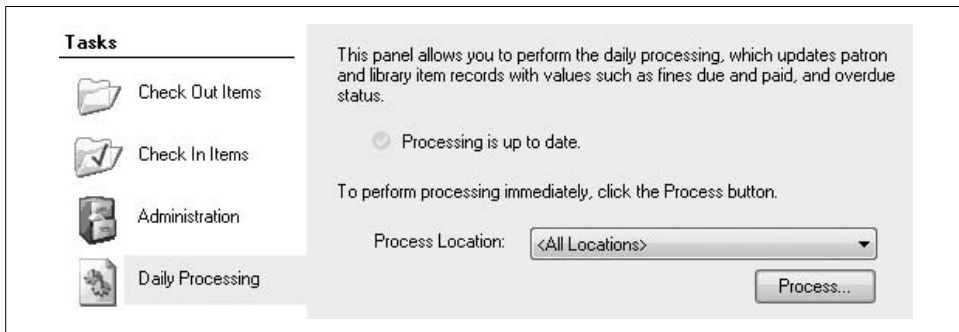 Tasks
Check Out Items
Check In Items
Administration
Daily Processing
This panel allows you to perform the daily processing, which updates patron
and library item records with values such as fines due and paid, and overdue
status.
Processing is up to date.
To perform processing immediately, click the Process button.
Process Location:
<All Locations>
Process...